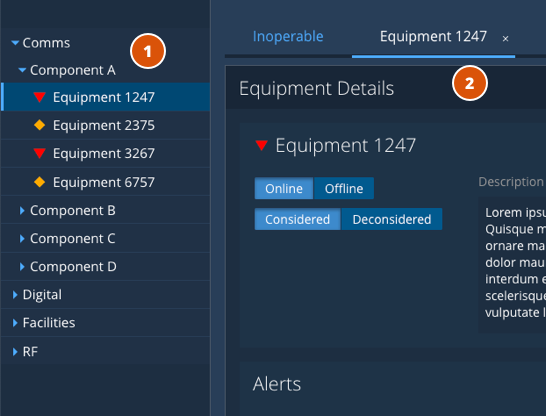 Comms
1
Component A
Equipment 1247
Equipment 2375
Equipment 3267
Equipment 6757
Component B
Component C
Component D
Digital
Facilities
RF
Inoperable
Equipment 1247 ×
2
Equipment Details
Equipment 1247
Online Offline
Considered Deconsidered
Description
Lorem ipsu
Quisque m
ornare ma
dolor mau
interdum e
scelerisque
vulputate l
Alerts